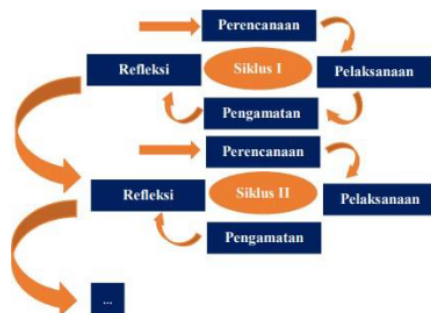 Perencanaan
Refleksi
Siklus I
Pelaksanaan
Pengamatan
Perencanaan
Refleksi
Siklus II
Pelaksanaan
Pengamatan
...